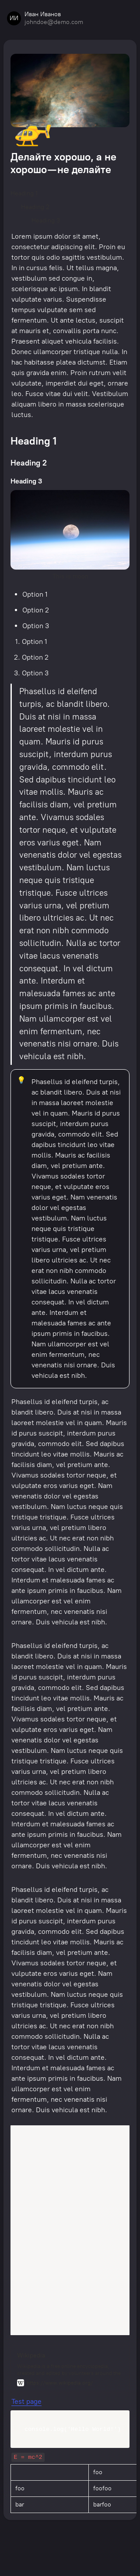 ИИ
Иван Иванов
johndoe@demo.com
Делайте хорошо, а не
хорошо — не делайте
Lorem ipsum dolor sit amet,
consectetur adipiscing elit. Proin eu
tortor quis odio sagittis vestibulum.
In in cursus felis. Ut tellus magna,
vestibulum sed congue in,
scelerisque ac ipsum. In blandit
vulputate varius. Suspendisse
tempus vulputate sem sed
fermentum. Ut ante lectus, suscipit
at mauris et, convallis porta nunc.
Praesent aliquet vehicula facilisis.
Donec ullamcorper tristique nulla. In
hac habitasse platea dictumst. Etiam
quis gravida purus. Nam rutrum velit
vulputate, imperdiet dui eget, ornare
leo. Fusce vitae dui velit. Vestibulum
aliquam libero in massa scelerisque
luctus.
Heading 1
Heading 2
Heading 3
Option 1
Option 2
Option 3
1. Option 1
2. Option 2
3. Option 3
Phasellus id eleifend
turpis, ac blandit libero.
Duis at nisi in massa
laoreet molestie vel in
quam. Mauris id purus
suscipit, interdum purus
gravida, commodo elit.
Sed dapibus tincidunt leo
vitae mollis. Mauris ac
facilisis diam, vel pretium
ante. Vivamus sodales
tortor neque, et vulputate
eros varius eget. Nam
venenatis dolor vel egestas
vestibulum. Nam luctus
neque quis tristique
tristique. Fusce ultrices
varius urna, vel pretium
libero ultricies ac. Ut nec
erat non nibh commodo
sollicitudin. Nulla ac tortor
vitae lacus venenatis
consequat. In vel dictum
ante. Interdum et
malesuada fames ac ante
ipsum primis in faucibus.
Nam ullamcorper est vel
enim fermentum, nec
venenatis nisi ornare. Duis
vehicula est nibh.
Phasellus id eleifend turpis,
ac blandit libero. Duis at nisi
in massa laoreet molestie
vel in quam. Mauris id purus
suscipit, interdum purus
gravida, commodo elit. Sed
dapibus tincidunt leo vitae
mollis. Mauris ac facilisis
diam, vel pretium ante.
Vivamus sodales tortor
neque, et vulputate eros
varius eget. Nam venenatis
dolor vel egestas
vestibulum. Nam luctus
neque quis tristique
tristique. Fusce ultrices
varius urna, vel pretium
libero ultricies ac. Ut nec
erat non nibh commodo
sollicitudin. Nulla ac tortor
vitae lacus venenatis
consequat. In vel dictum
ante. Interdum et
malesuada fames ac ante
ipsum primis in faucibus.
Nam ullamcorper est vel
enim fermentum, nec
venenatis nisi ornare. Duis
vehicula est nibh.
Phasellus id eleifend turpis, ac
blandit libero. Duis at nisi in massa
laoreet molestie vel in quam. Mauris
id purus suscipit, interdum purus
gravida, commodo elit. Sed dapibus
tincidunt leo vitae mollis. Mauris ac
facilisis diam, vel pretium ante.
Vivamus sodales tortor neque, et
vulputate eros varius eget. Nam
venenatis dolor vel egestas
vestibulum. Nam luctus neque quis
tristique tristique. Fusce ultrices
varius urna, vel pretium libero
ultricies ac. Ut nec erat non nibh
commodo sollicitudin. Nulla ac
tortor vitae lacus venenatis
consequat. In vel dictum ante.
Interdum et malesuada fames ac
ante ipsum primis in faucibus. Nam
ullamcorper est vel enim
fermentum, nec venenatis nisi
ornare. Duis vehicula est nibh.
Phasellus id eleifend turpis, ac
blandit libero. Duis at nisi in massa
laoreet molestie vel in quam. Mauris
id purus suscipit, interdum purus
gravida, commodo elit. Sed dapibus
tincidunt leo vitae mollis. Mauris ac
facilisis diam, vel pretium ante.
Vivamus sodales tortor neque, et
vulputate eros varius eget. Nam
venenatis dolor vel egestas
vestibulum. Nam luctus neque quis
tristique tristique. Fusce ultrices
varius urna, vel pretium libero
ultricies ac. Ut nec erat non nibh
commodo sollicitudin. Nulla ac
tortor vitae lacus venenatis
consequat. In vel dictum ante.
Interdum et malesuada fames ac
ante ipsum primis in faucibus. Nam
ullamcorper est vel enim
fermentum, nec venenatis nisi
ornare. Duis vehicula est nibh.
Phasellus id eleifend turpis, ac
blandit libero. Duis at nisi in massa
laoreet molestie vel in quam. Mauris
id purus suscipit, interdum purus
gravida, commodo elit. Sed dapibus
tincidunt leo vitae mollis. Mauris ac
facilisis diam, vel pretium ante.
Vivamus sodales tortor neque, et
vulputate eros varius eget. Nam
venenatis dolor vel egestas
vestibulum. Nam luctus neque quis
tristique tristique. Fusce ultrices
varius urna, vel pretium libero
ultricies ac. Ut nec erat non nibh
commodo sollicitudin. Nulla ac
tortor vitae lacus venenatis
consequat. In vel dictum ante.
Interdum et malesuada fames ac
ante ipsum primis in faucibus. Nam
ullamcorper est vel enim
fermentum, nec venenatis nisi
ornare. Duis vehicula est nibh.
W
Test page
E = mc^2
foo
foo foofoo
bar barfoo